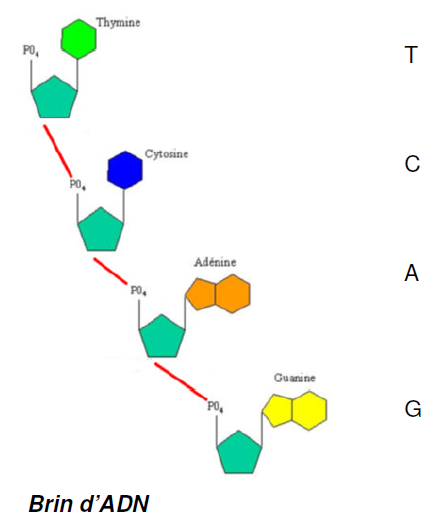 Thymine
PO₄
T
Cytosine
C
PO₄
Adénine
A
PO₄
Guanine
PO₄
G
Brin d'ADN